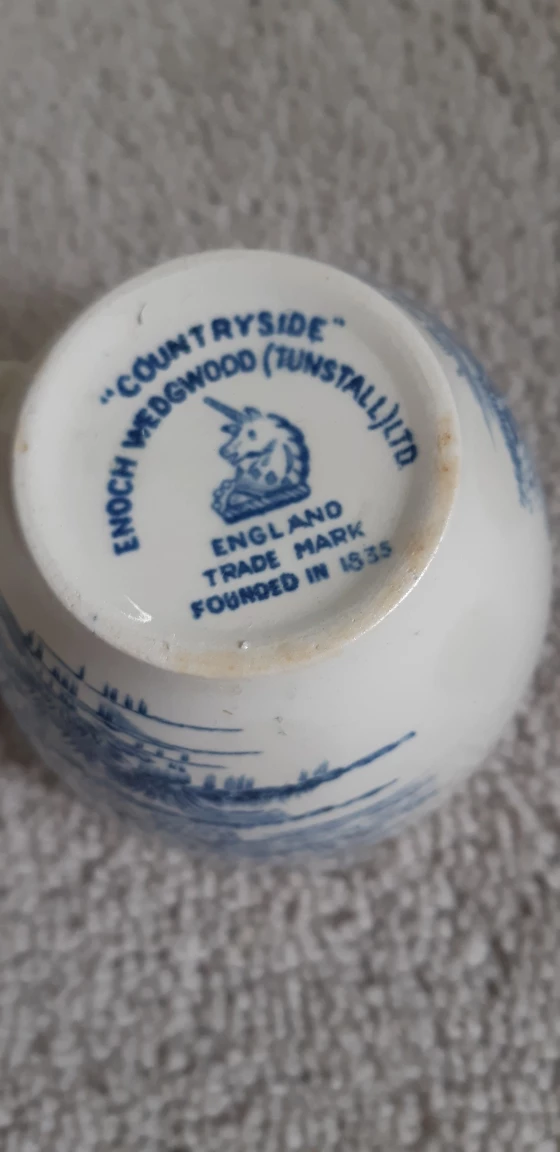 "COUNTRYSIDE"
ENOCH WEDGWOOD (TUNSTALL) LTD
ENGLAND
TRADE MARK
FOUNDED IN 1835